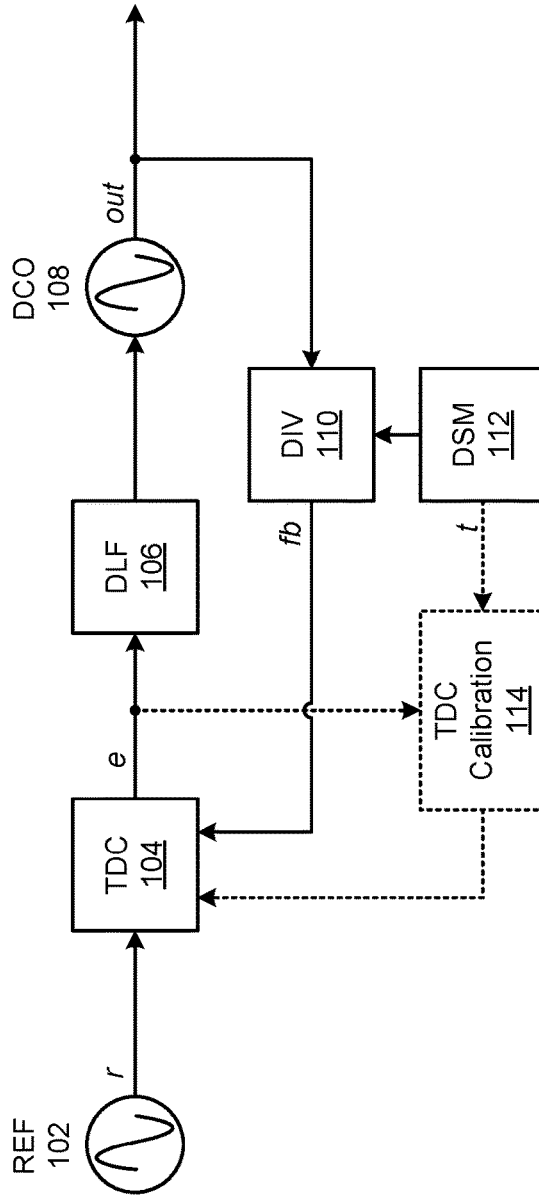 REF
102
r
TDC
104
e
DLF
106
DCO
108
out
fb
DIV
110
TDC
Calibration
114
t
DSM
112